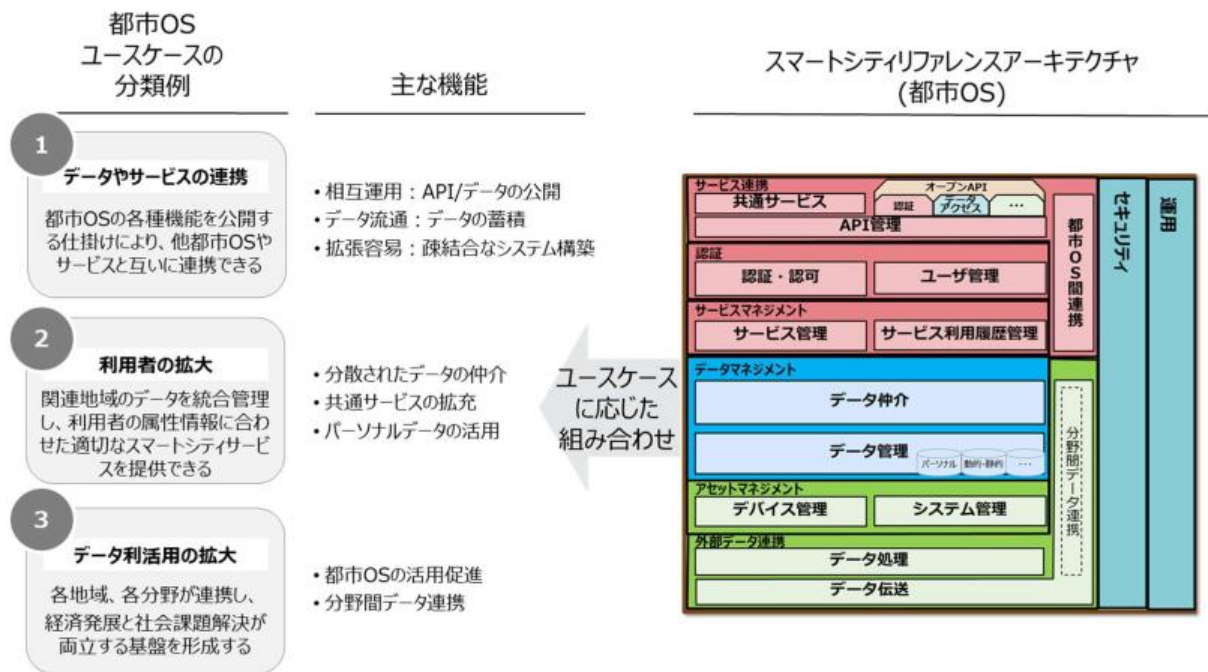 都市OS
ユースケースの
分類例
主な機能
スマートシティリファレンスアーキテクチャ
(都市OS)
1
データやサービスの連携
都市OSの各種機能を公開す
る仕掛けにより、他都市OSや
サービスと互いに連携できる
• 相互運用：API/データの公開
• データ流通：データの蓄積
• 拡張容易：疎結合なシステム構築
2
利用者の拡大
関連地域のデータを統合管理
し、利用者の属性情報に合わ
せた適切なスマートシティサービ
スを提供できる
• 分散されたデータの仲介
• 共通サービスの拡充
• パーソナルデータの活用
3
データ利活用の拡大
各地域、各分野が連携し、
経済発展と社会課題解決が
両立する基盤を形成する
• 都市OSの活用促進
• 分野間データ連携
ユースケース
に応じた
組み合わせ
サービス連携
共通サービス
オープンAPI
認証
データ
アクセス
…
API管理
認証
認証・認可
ユーザ管理
サービスマネジメント
サービス管理
サービス利用履歴管理
都市OS間連携
データマネジメント
データ仲介
データ管理
パーソナル
動的・静的
…
アセットマネジメント
デバイス管理
システム管理
外部データ連携
データ処理
データ伝送
分野間データ連携
セキュリティ
運用